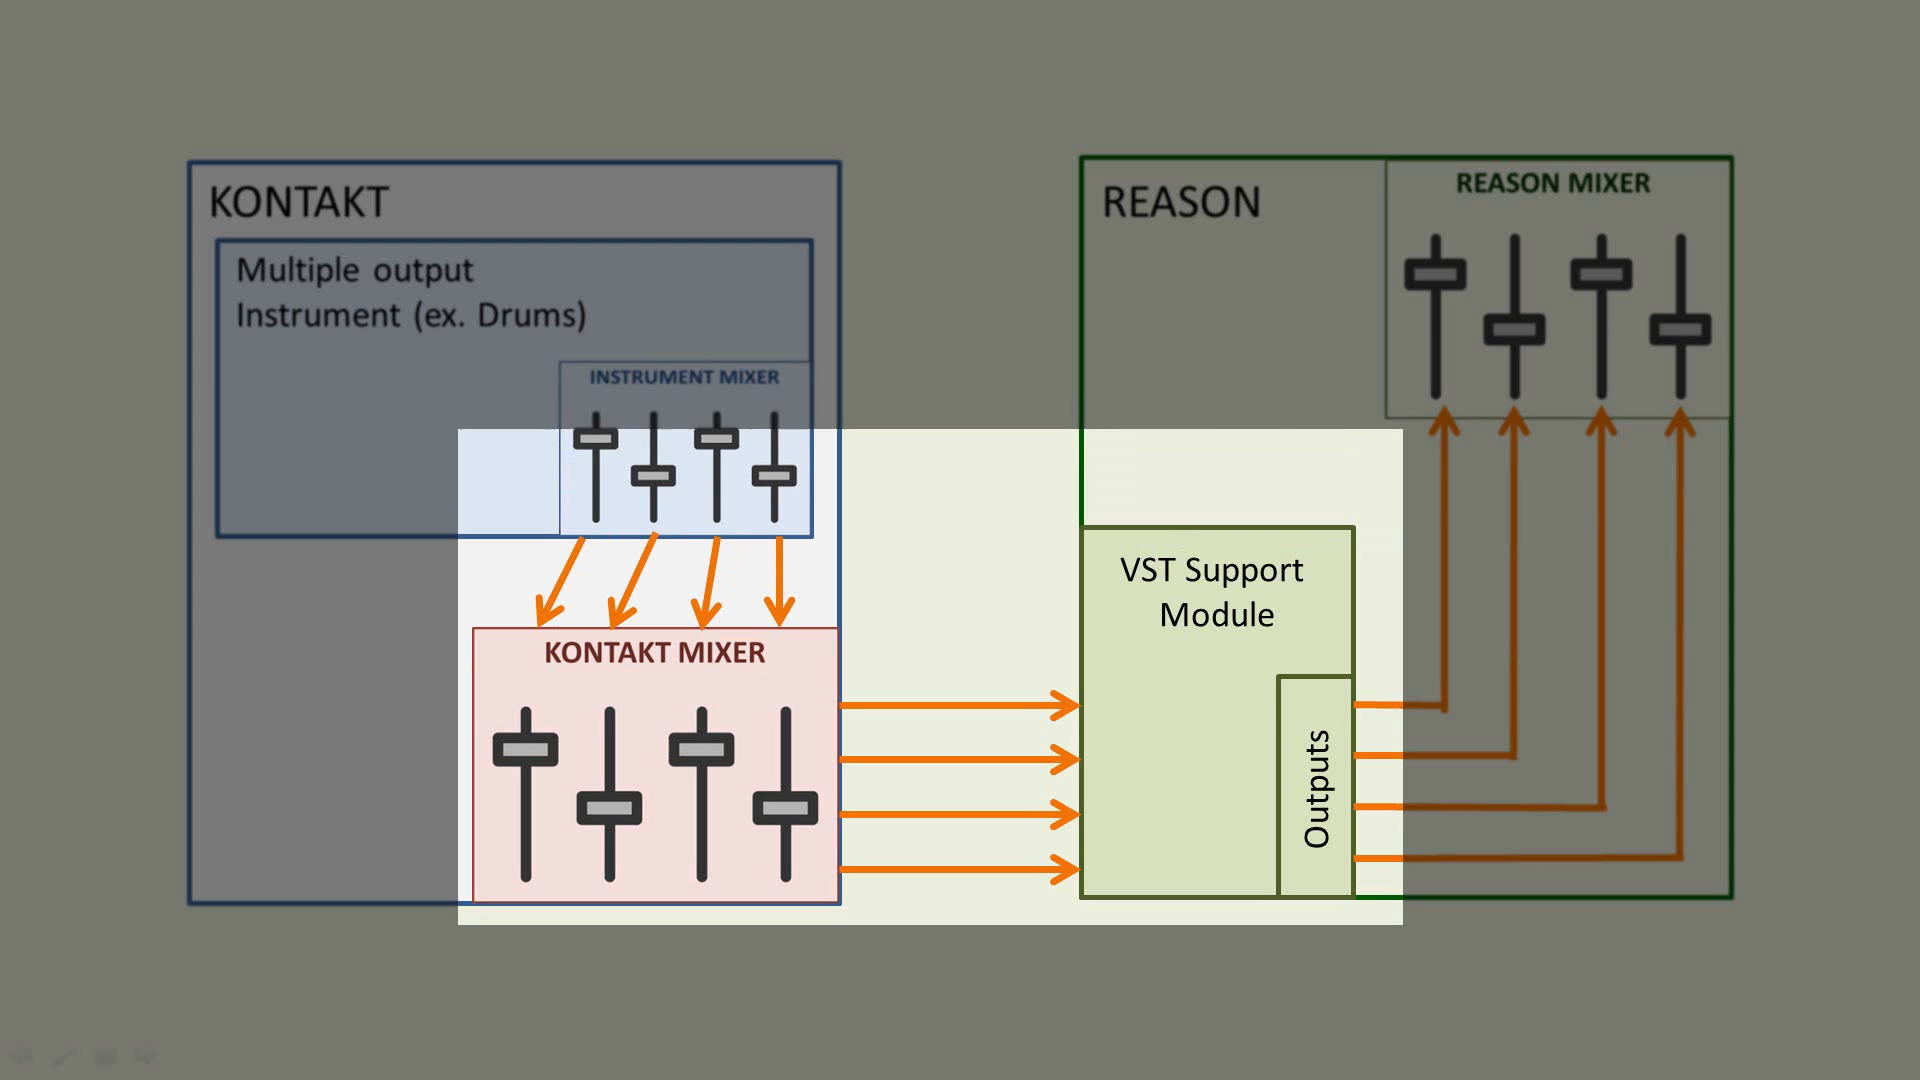 KONTAKT
Multiple output
Instrument (ex. Drums)
INSTRUMENT MIXER
KONTAKT MIXER
REASON
REASON MIXER
VST Support
Module
Outputs